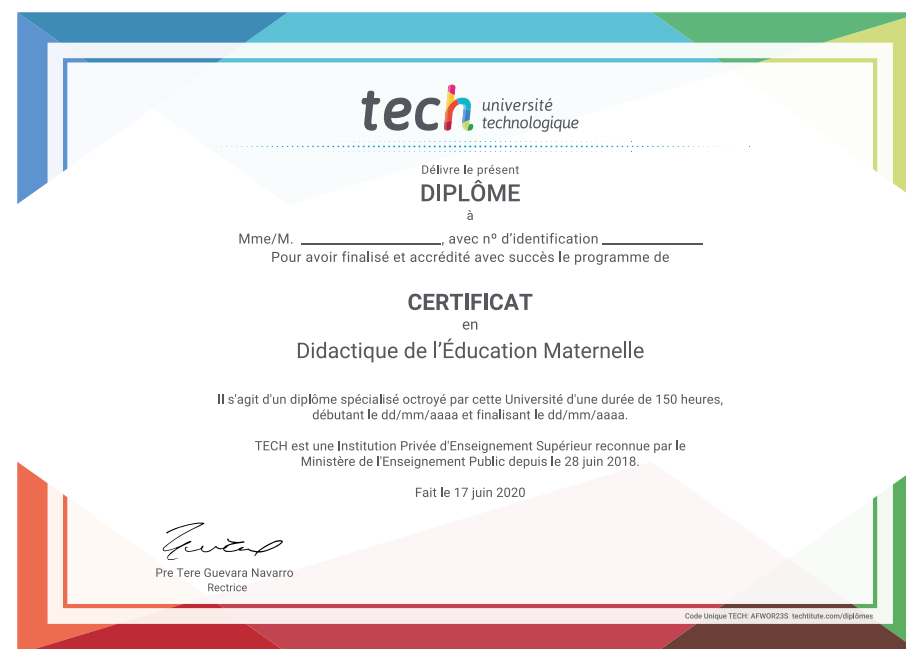 tech université
technologique
Délivre le présent
DIPLÔME
à
Mme/M. ____________________, avec nº d'identification ______________
Pour avoir finalisé et accrédité avec succès le programme de
CERTIFICAT
en
Didactique de l'Éducation Maternelle
Il s'agit d'un diplôme spécialisé octroyé par cette Université d'une durée de 150 heures,
débutant le dd/mm/aaaa et finalisant le dd/mm/aaaa.
TECH est une Institution Privée d'Enseignement Supérieur reconnue par le
Ministère de l'Enseignement Public depuis le 28 juin 2018.
Fait le 17 juin 2020
Pre Tere Guevara Navarro
Rectrice
Code Unique TECH: AFWOR23S techtitute.com/diplômes